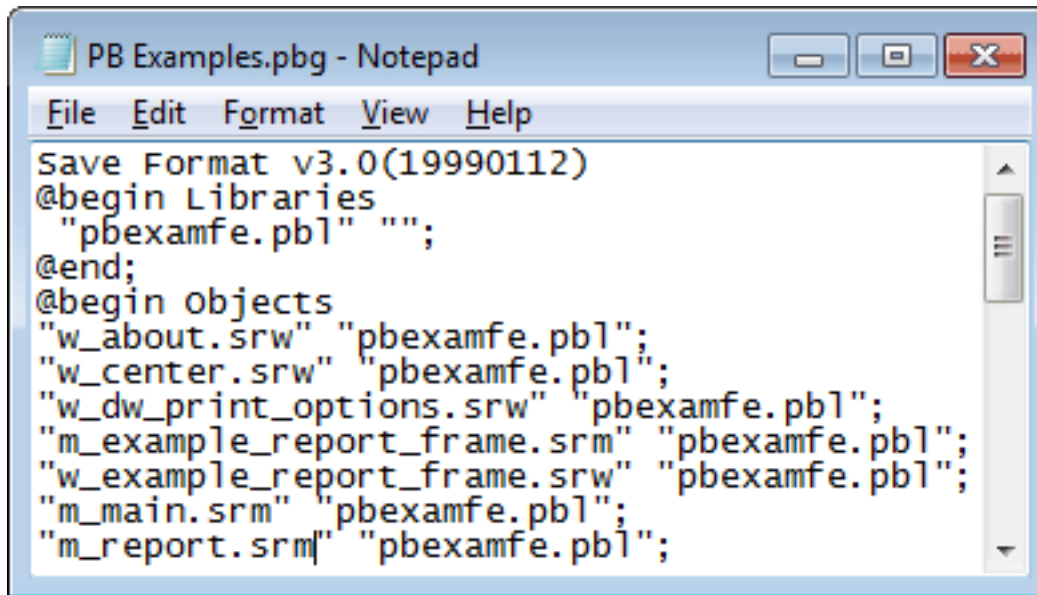 PB Examples.pbg - Notepad
File Edit Format View Help
Save Format v3.0(19990112)
@begin Libraries
 "pbexamfe.pbl" "";
@end;
@begin Objects
"w_about.srw" "pbexamfe.pbl";
"w_center.srw" "pbexamfe.pbl";
"w_dw_print_options.srw" "pbexamfe.pbl";
"m_example_report_frame.srm" "pbexamfe.pbl";
"w_example_report_frame.srw" "pbexamfe.pbl";
"m_main.srm" "pbexamfe.pbl";
"m_report.srm" "pbexamfe.pbl";